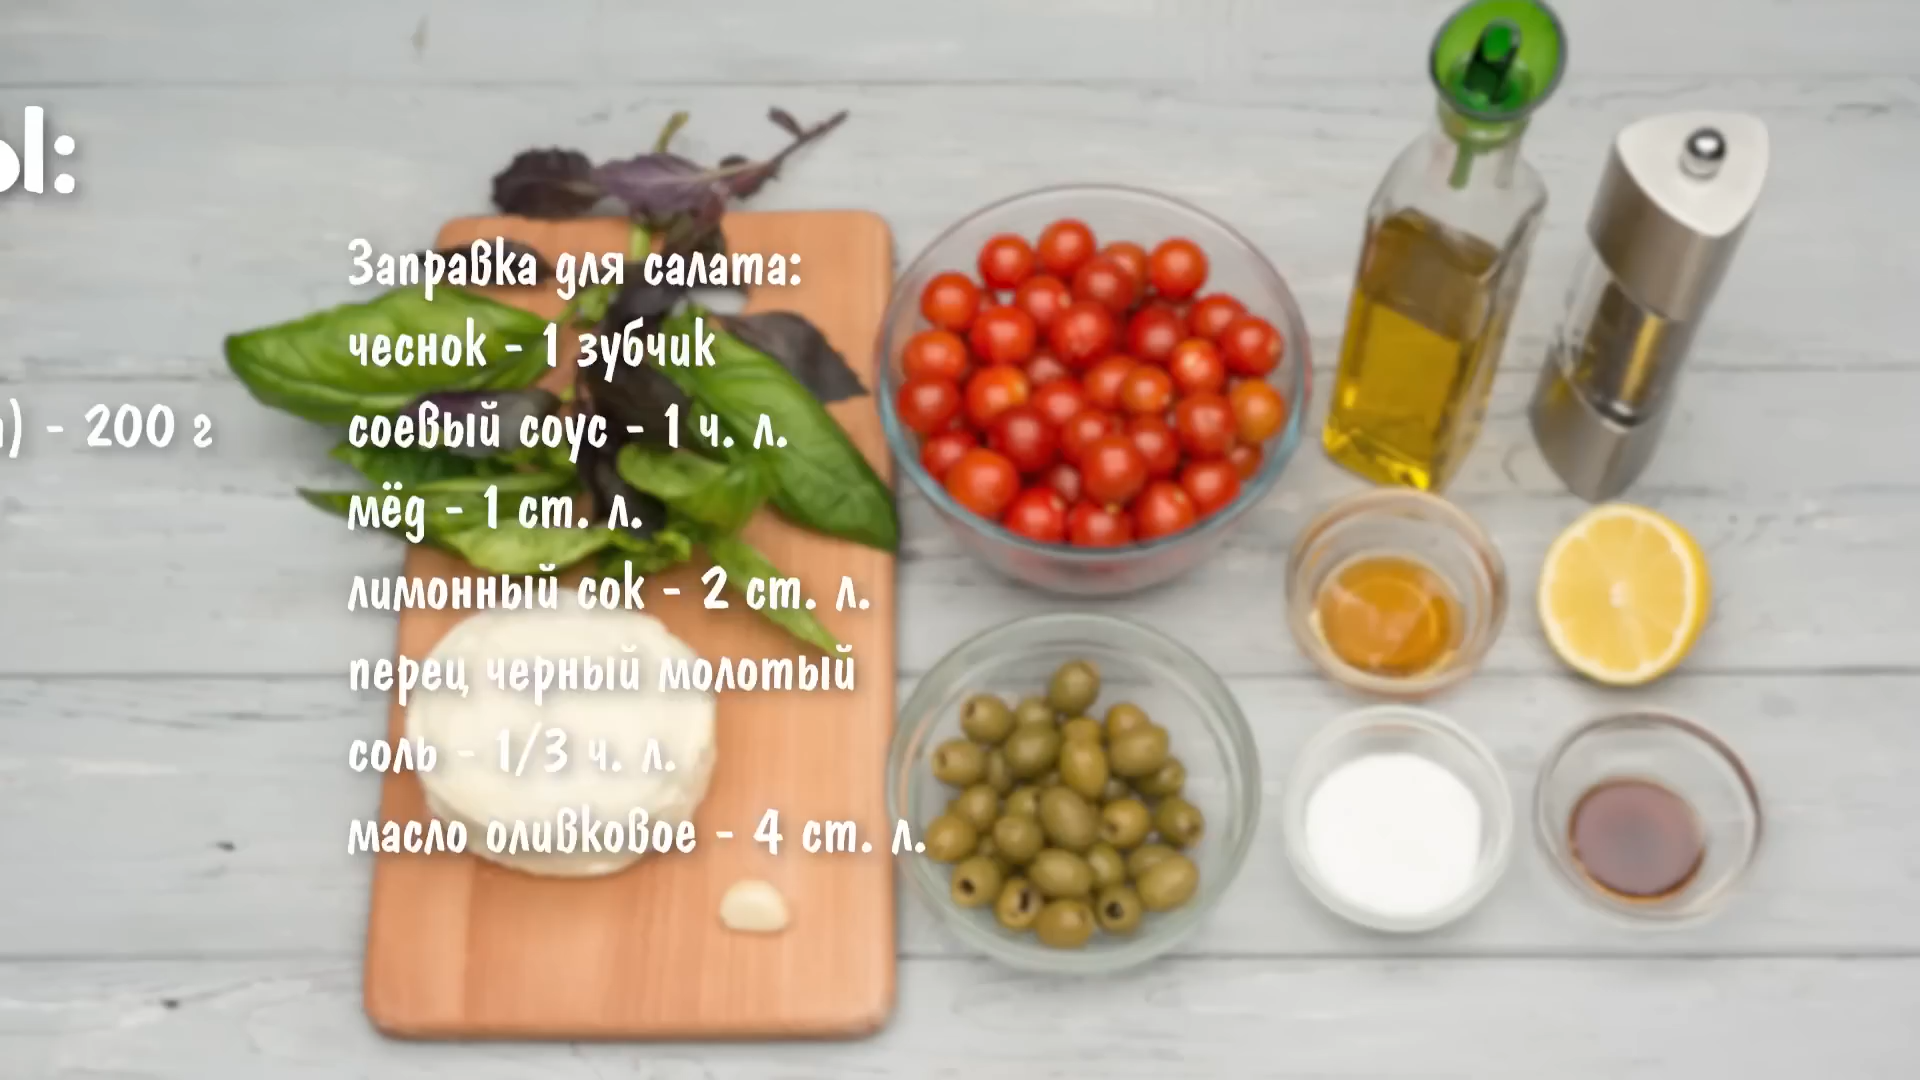 ы:
) - 200 г
Заправка для салата:
чеснок - 1 зубчик
соевый соус - 1 ч. л.
мёд - 1 ст. л.
лимонный сок - 2 ст. л.
перец черный молотый
соль - 1/3 ч. л.
масло оливковое - 4 ст. л.